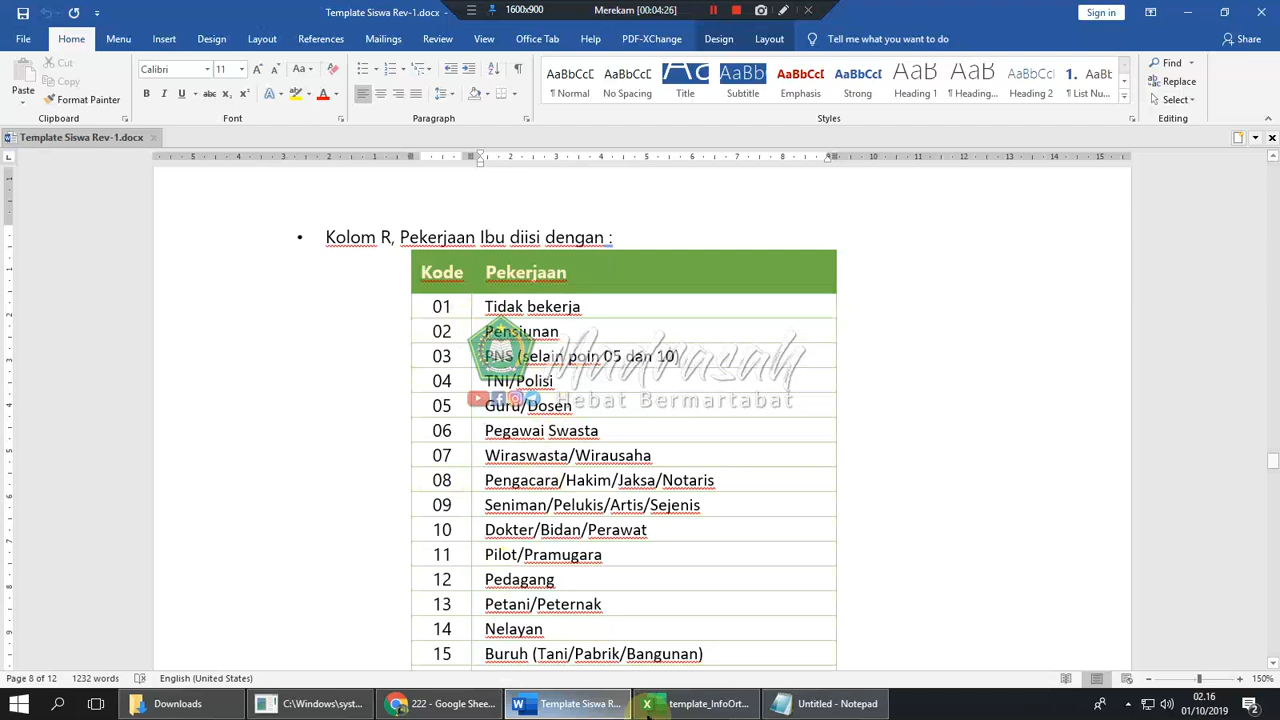 Template Siswa Rev-1.docx
1600x900
Merekam 00:04:26
Sign in
File Home Menu Insert Design Layout References Mailings Review View Office Tab Help PDF-XChange Design Layout Tell me what you want to do Share
Cut
Copy
Paste
Format Painter
Clipboard
Calibri 11
Font
Paragraph
AaBbCcD AaBbCcD AaBbC AaBbCcD AaBbCcD AaBbC AaBbC AaBbCcD 1. AaBb
¶ Normal No Spacing Title Subtitle Emphasis Strong Heading 1 ¶ Heading... Heading 2 ¶ List Nu...
Styles
Find
Replace
Select
Editing
Template Siswa Rev-1.docx
• Kolom R, Pekerjaan Ibu diisi dengan :
Kode Pekerjaan
01 Tidak bekerja
02 Pensiunan
03 PNS (selain poin 05 dan 10)
04 TNI/Polisi
05 Guru/Dosen
06 Pegawai Swasta
07 Wiraswasta/Wirausaha
08 Pengacara/Hakim/Jaksa/Notaris
09 Seniman/Pelukis/Artis/Sejenis
10 Dokter/Bidan/Perawat
11 Pilot/Pramugara
12 Pedagang
13 Petani/Peternak
14 Nelayan
15 Buruh (Tani/Pabrik/Bangunan)
Madrasah
Hebat Bermartabat
Page 8 of 12 1232 words English (United States) 150%
Downloads C:\Windows\syst... 222 - Google Shee... Template Siswa R... template_InfoOrt... Untitled - Notepad
02.16
01/10/2019